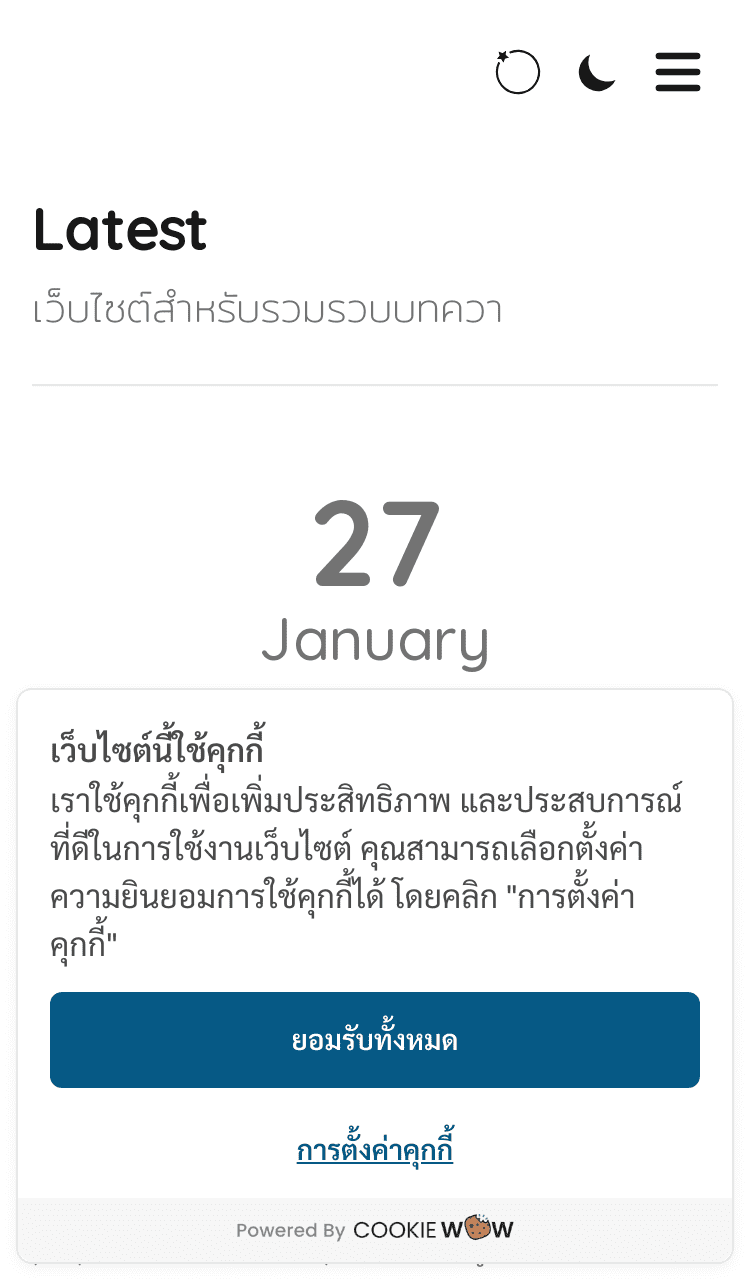 Latest
เว็บไซต์สำหรับรวมรวบบทควา
27
January
เว็บไซต์นี้ใช้คุกกี้
เราใช้คุกกี้เพื่อเพิ่มประสิทธิภาพ และประสบการณ์
ที่ดีในการใช้งานเว็บไซต์ คุณสามารถเลือกตั้งค่า
ความยินยอมการใช้คุกกี้ได้ โดยคลิก "การตั้งค่า
คุกกี้"
ยอมรับทั้งหมด
การตั้งค่าคุกกี้
Powered By COOKIE WOW